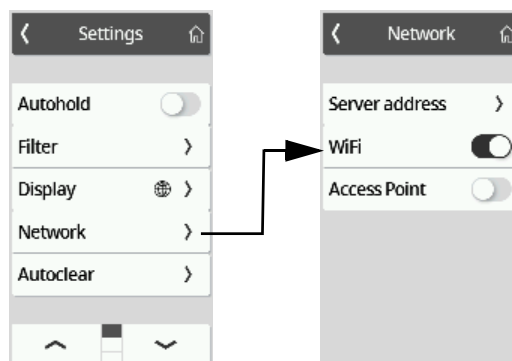 Settings
Autohold
Filter
Display
Network
Autoclear
Network
Server address
WiFi
Access Point